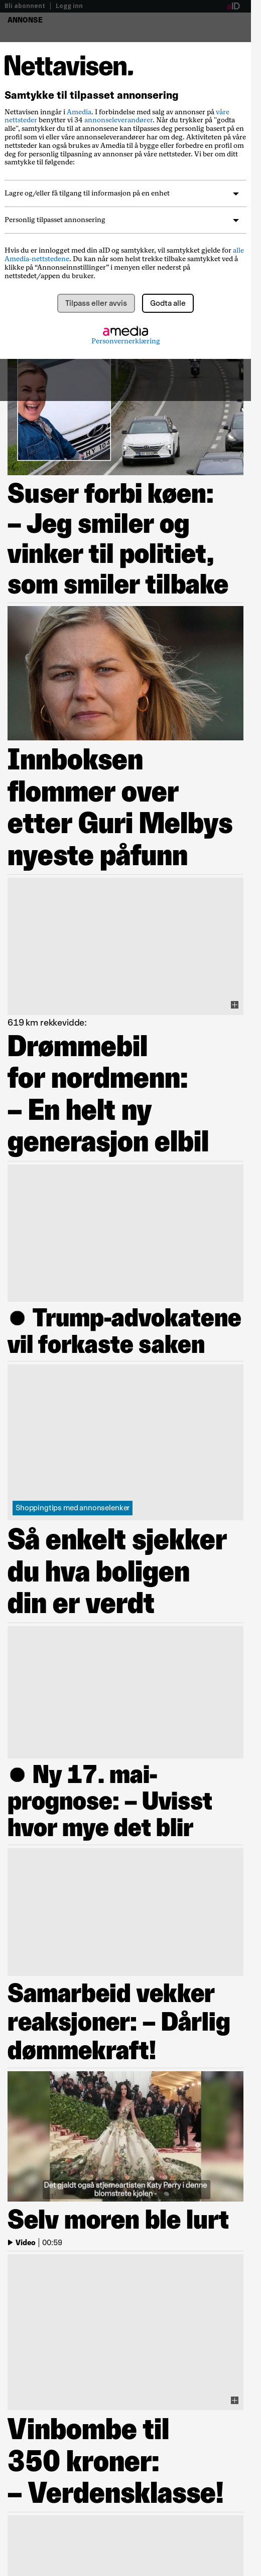 Bli abonnent | Logg inn
aID
ANNONSE
Nettavisen.
Samtykke til tilpasset annonsering
Nettavisen ingår i Amedia. I forbindelse med salg av annonser på våre
nettsteder benytter vi 34 annonseleverandører. Når du trykker på "godta
alle", samtykker du til at annonsene kan tilpasses deg personlig basert på en
profil som vi eller våre annonseleverandører har om deg. Aktiviteten på våre
nettsteder kan også brukes av Amedia til å bygge eller forbedre en profil om
deg for personlig tilpasning av annonser på våre nettsteder. Vi ber om ditt
samtykke til følgende:
Lagre og/eller få tilgang til informasjon på en enhet
Personlig tilpasset annonsering
Hvis du er innlogget med din aID og samtykker, vil samtykket gjelde for alle
Amedia-nettstedene. Du kan når som helst trekke tilbake samtykket ved å
klikke på “Annonseinnstillinger” i menyen eller nederst på
nettstedet/appen du bruker.
Tilpass eller avvis
Godta alle
amedia
Personvernerklæring
Suser forbi køen:
– Jeg smiler og
vinker til politiet,
som smiler tilbake
Innboksen
flommer over
etter Guri Melbys
nyeste påfunn
619 km rekkevidde:
Drømmebil
for nordmenn:
– En helt ny
generasjon elbil
● Trump-advokatene
vil forkaste saken
Shoppingtips med annonselenker
Så enkelt sjekker
du hva boligen
din er verdt
● Ny 17. mai-
prognose: – Uvisst
hvor mye det blir
Samarbeid vekker
reaksjoner: – Dårlig
dømmekraft!
Det gjaldt også stjerneartisten Katy Perry i denne
blomstrete kjolen
Selv moren ble lurt
Video | 00:59
Vinbombe til
350 kroner:
– Verdensklasse!